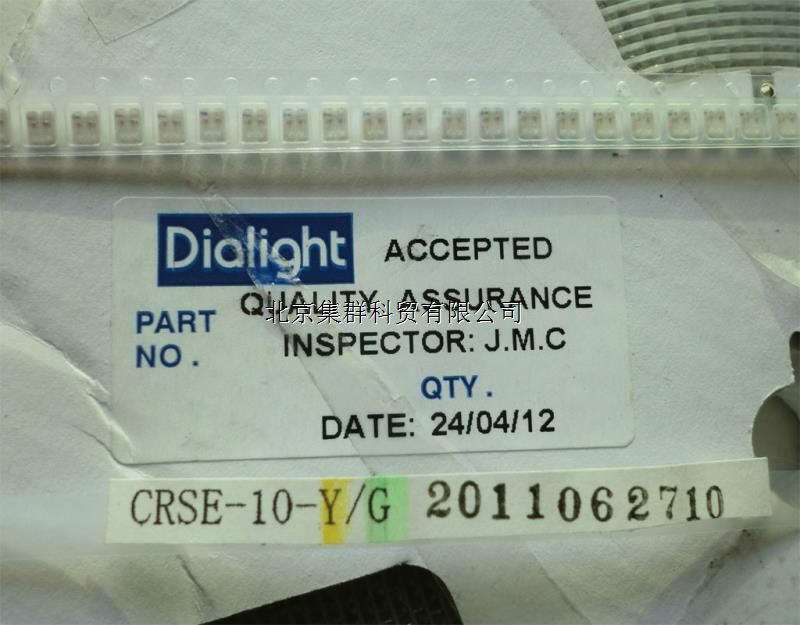 Dialight ACCEPTED
QUALITY ASSURANCE
北京集群科贸有限公司
PART
NO .
INSPECTOR: J.M.C
QTY .
DATE: 24/04/12
CRSE-10-Y/G 2011062710